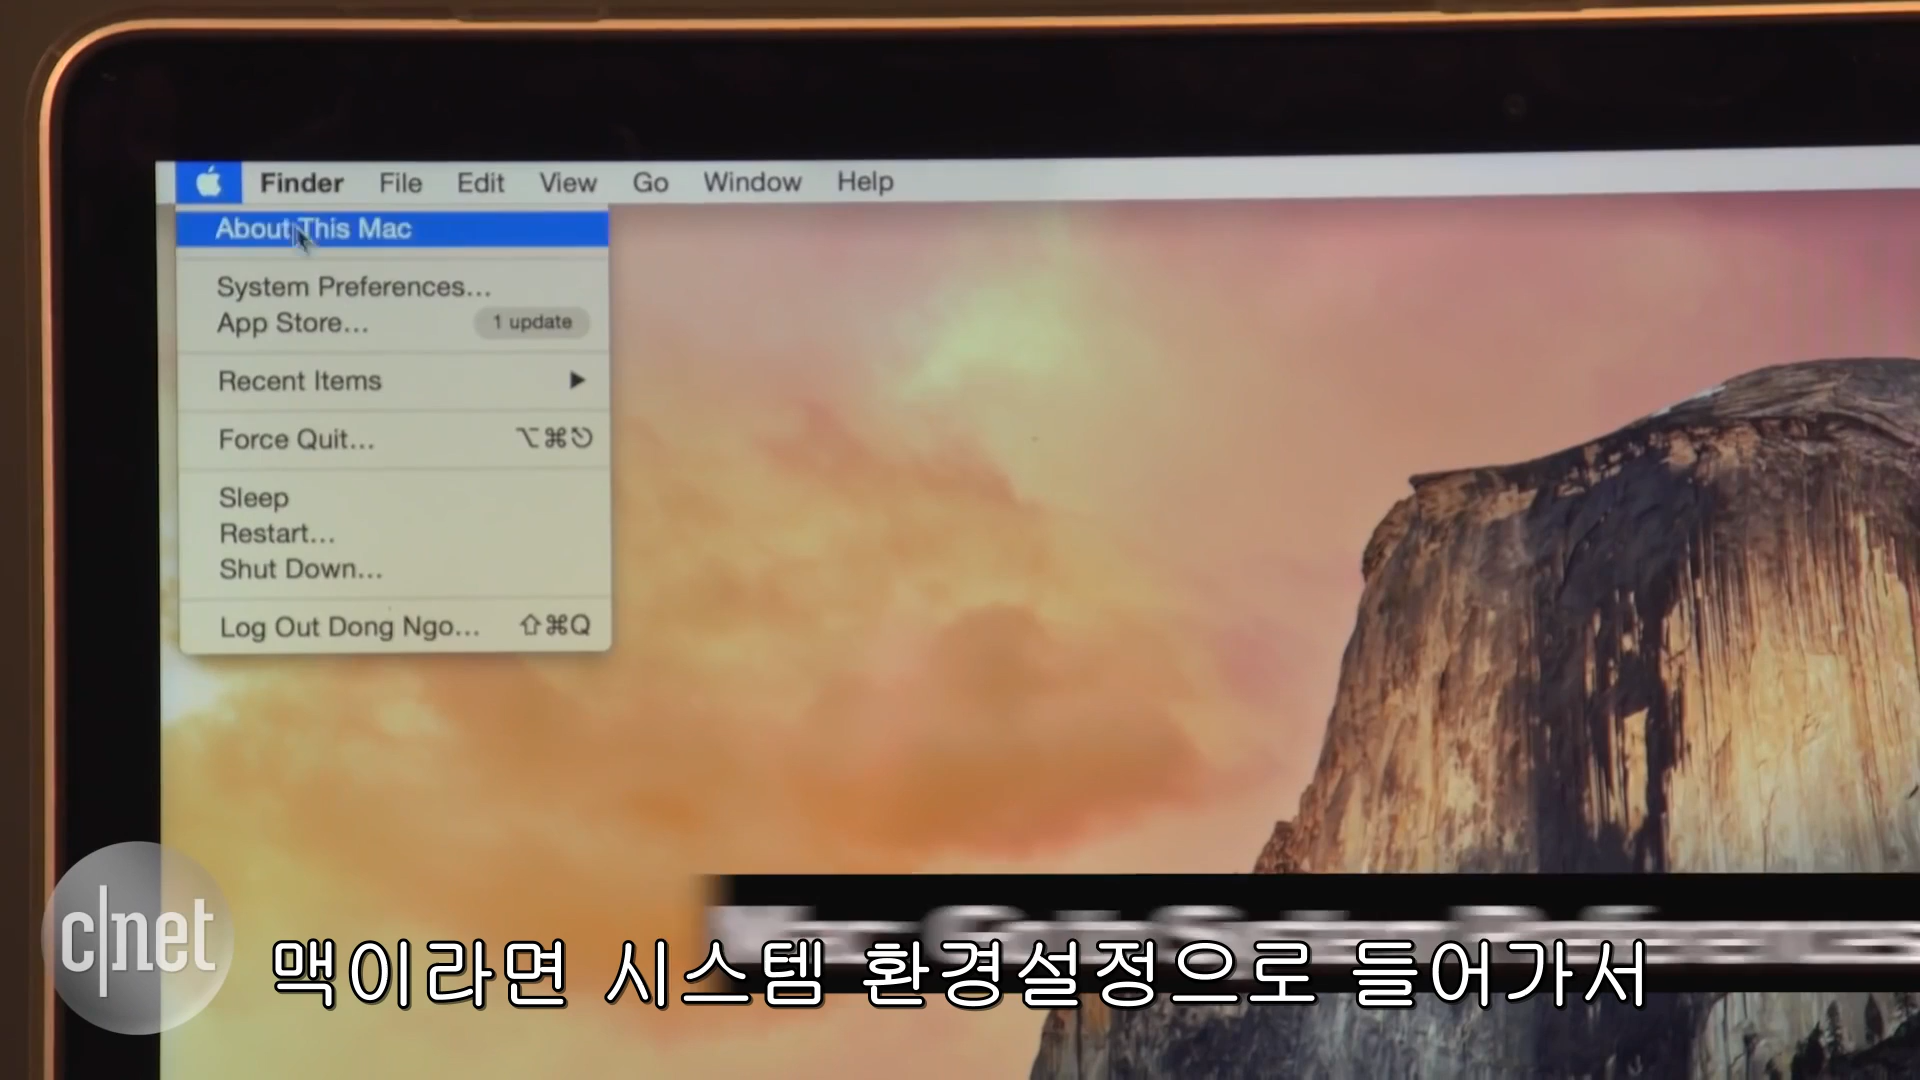 Finder File Edit View Go Window Help
About This Mac
System Preferences...
App Store... 1 update
Recent Items ▶
Force Quit... ⌥⌘⎋
Sleep
Restart...
Shut Down...
Log Out Dong Ngo... ⇧⌘Q
c|net
맥이라면 시스템 환경설정으로 들어가서